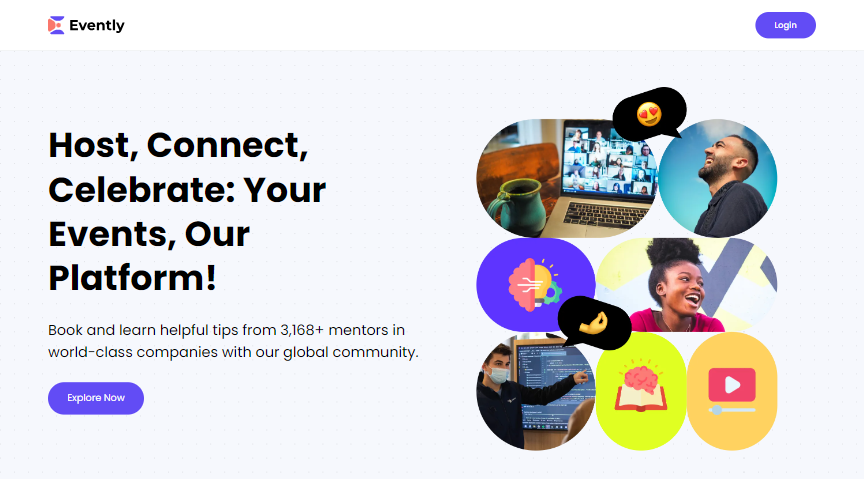 Evently
Login
Host, Connect,
Celebrate: Your
Events, Our
Platform!
Book and learn helpful tips from 3,168+ mentors in
world-class companies with our global community.
Explore Now